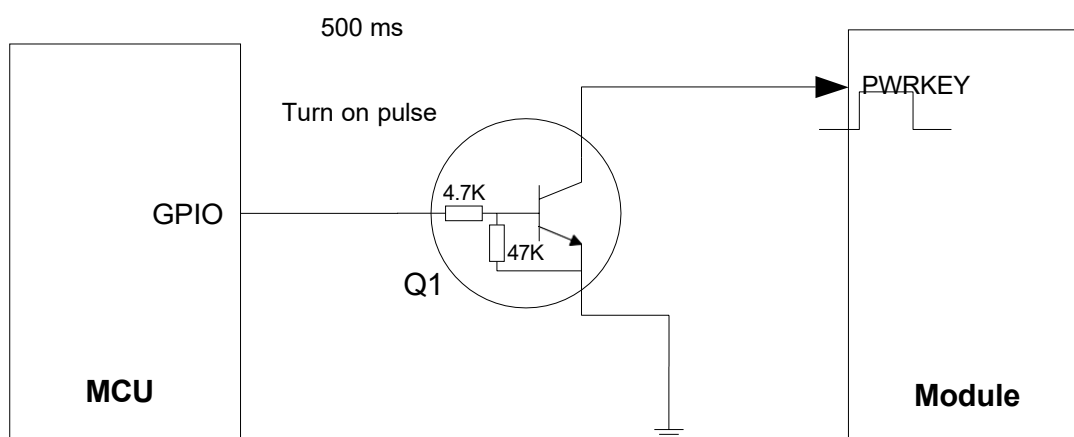 500 ms
Turn on pulse
PWRKEY
4.7K
GPIO
47K
Q1
MCU
Module